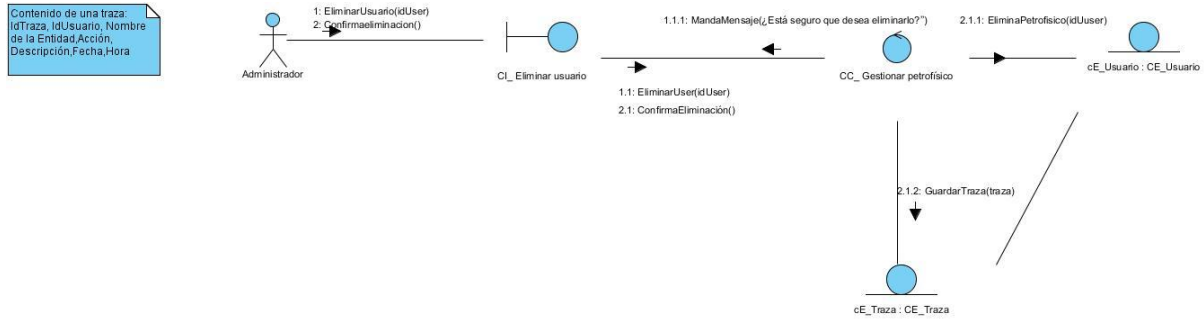 Contenido de una traza:
IdTraza, IdUsuario, Nombre
de la Entidad,Acción,
Descripción,Fecha,Hora
1: EliminarUsuario(idUser)
2: Confirmaeliminacion()
Administrador
CI_ Eliminar usuario
1.1.1: MandaMensaje(¿Está seguro que desea eliminarlo?")
1.1: EliminarUser(idUser)
2.1: ConfirmaEliminación()
CC_ Gestionar petrofísico
2.1.1: EliminaPetrofisico(idUuser)
cE_Usuario : CE_Usuario
2.1.2: GuardarTraza(traza)
cE_Traza : CE_Traza